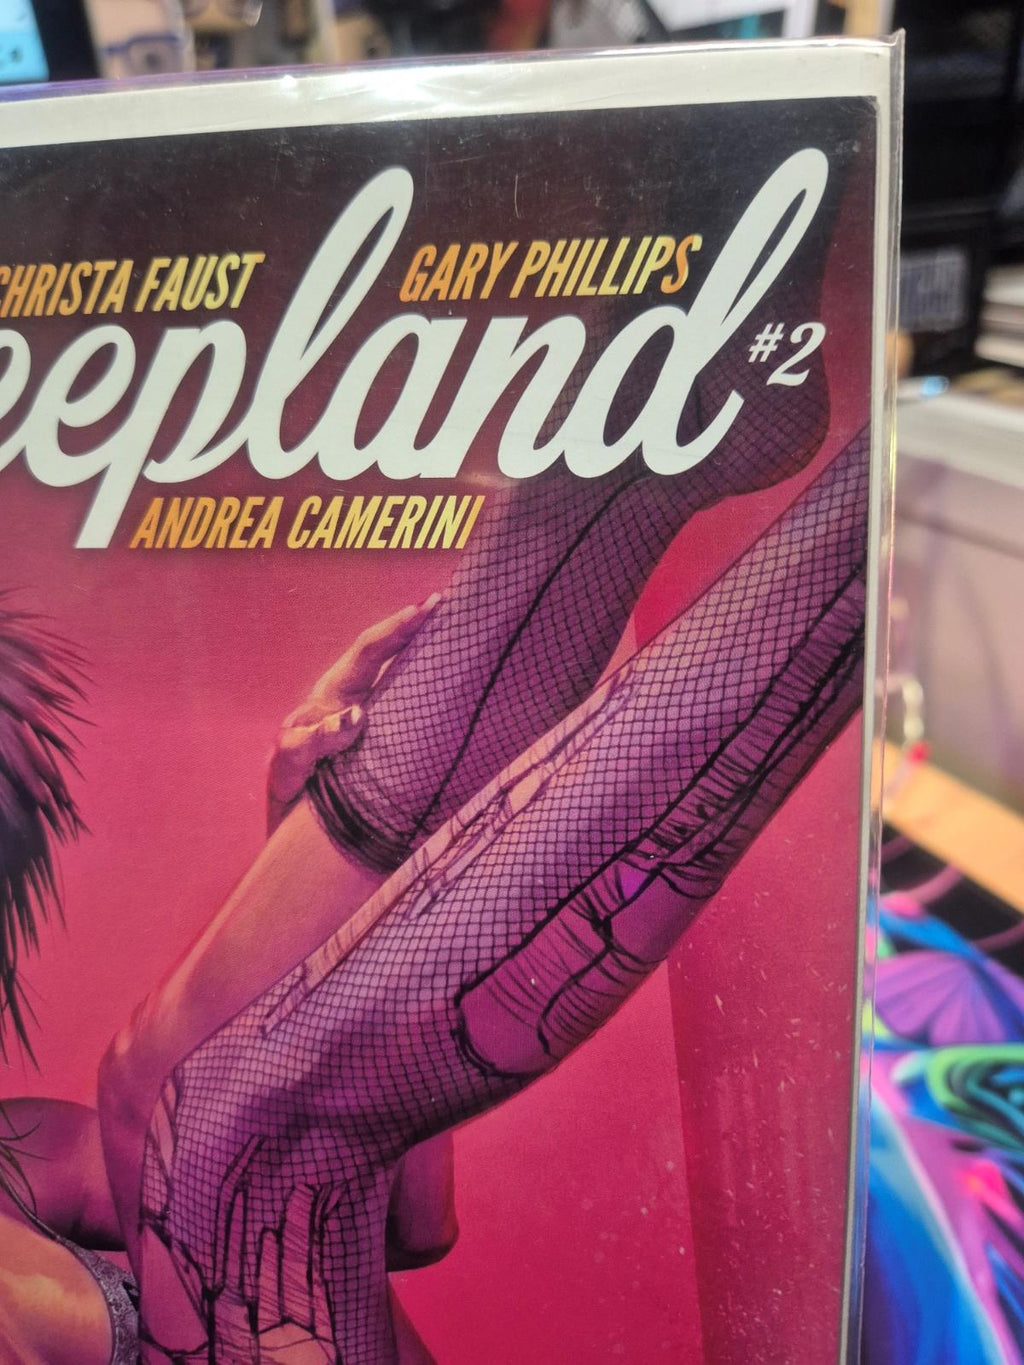 CHRISTA FAUST GARY PHILLIPS
eepland #2
ANDREA CAMERINI